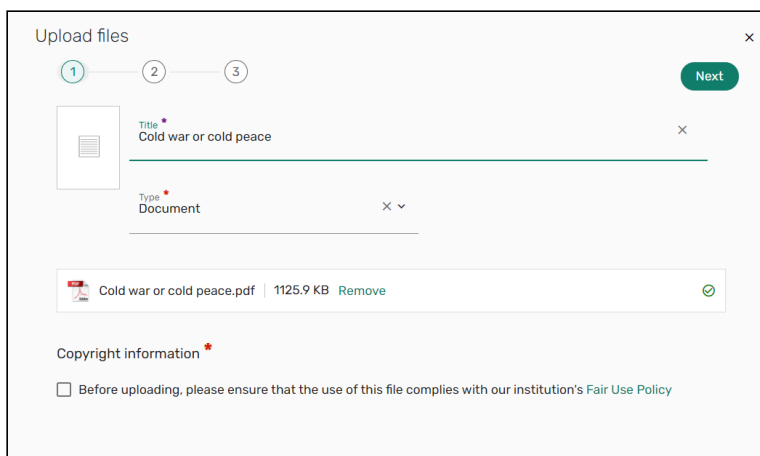 Upload files
1 2 3
Next
Title *
Cold war or cold peace
Type *
Document
PDF
Cold war or cold peace.pdf 1125.9 KB Remove
Copyright information *
Before uploading, please ensure that the use of this file complies with our institution's Fair Use Policy